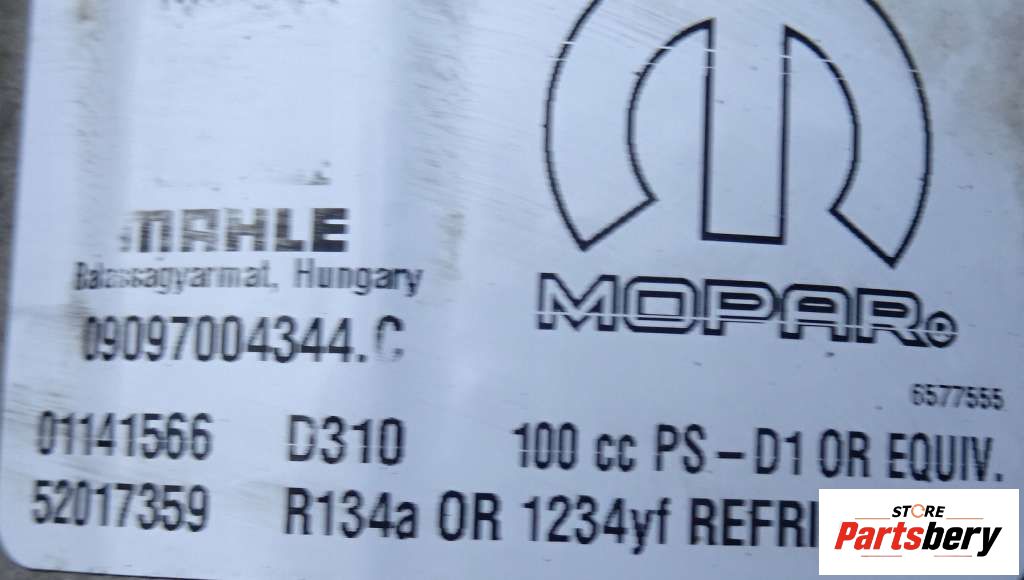 MAHLE
Balassagyarmat, Hungary
09097004344.C
MOPAR®
6577555
01141566 D310 100 cc PS-D1 OR EQUIV.
52017359 R134a OR 1234yf REFRI
STORE
Partsbery